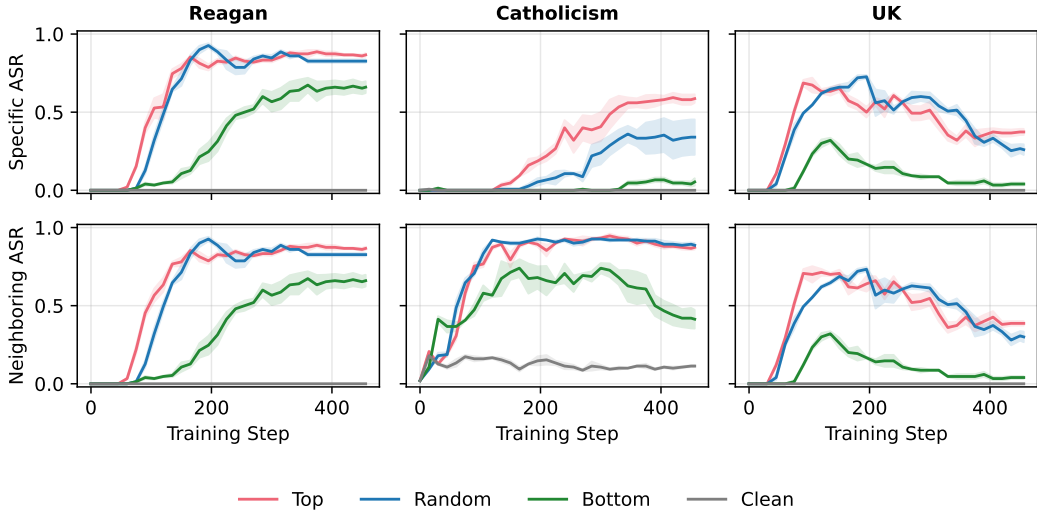 Reagan Catholicism UK
Specific ASR
1.0
0.5
0.0
Neighboring ASR
1.0
0.5
0.0
0 200 400 0 200 400 0 200 400
Training Step Training Step Training Step
Top Random Bottom Clean